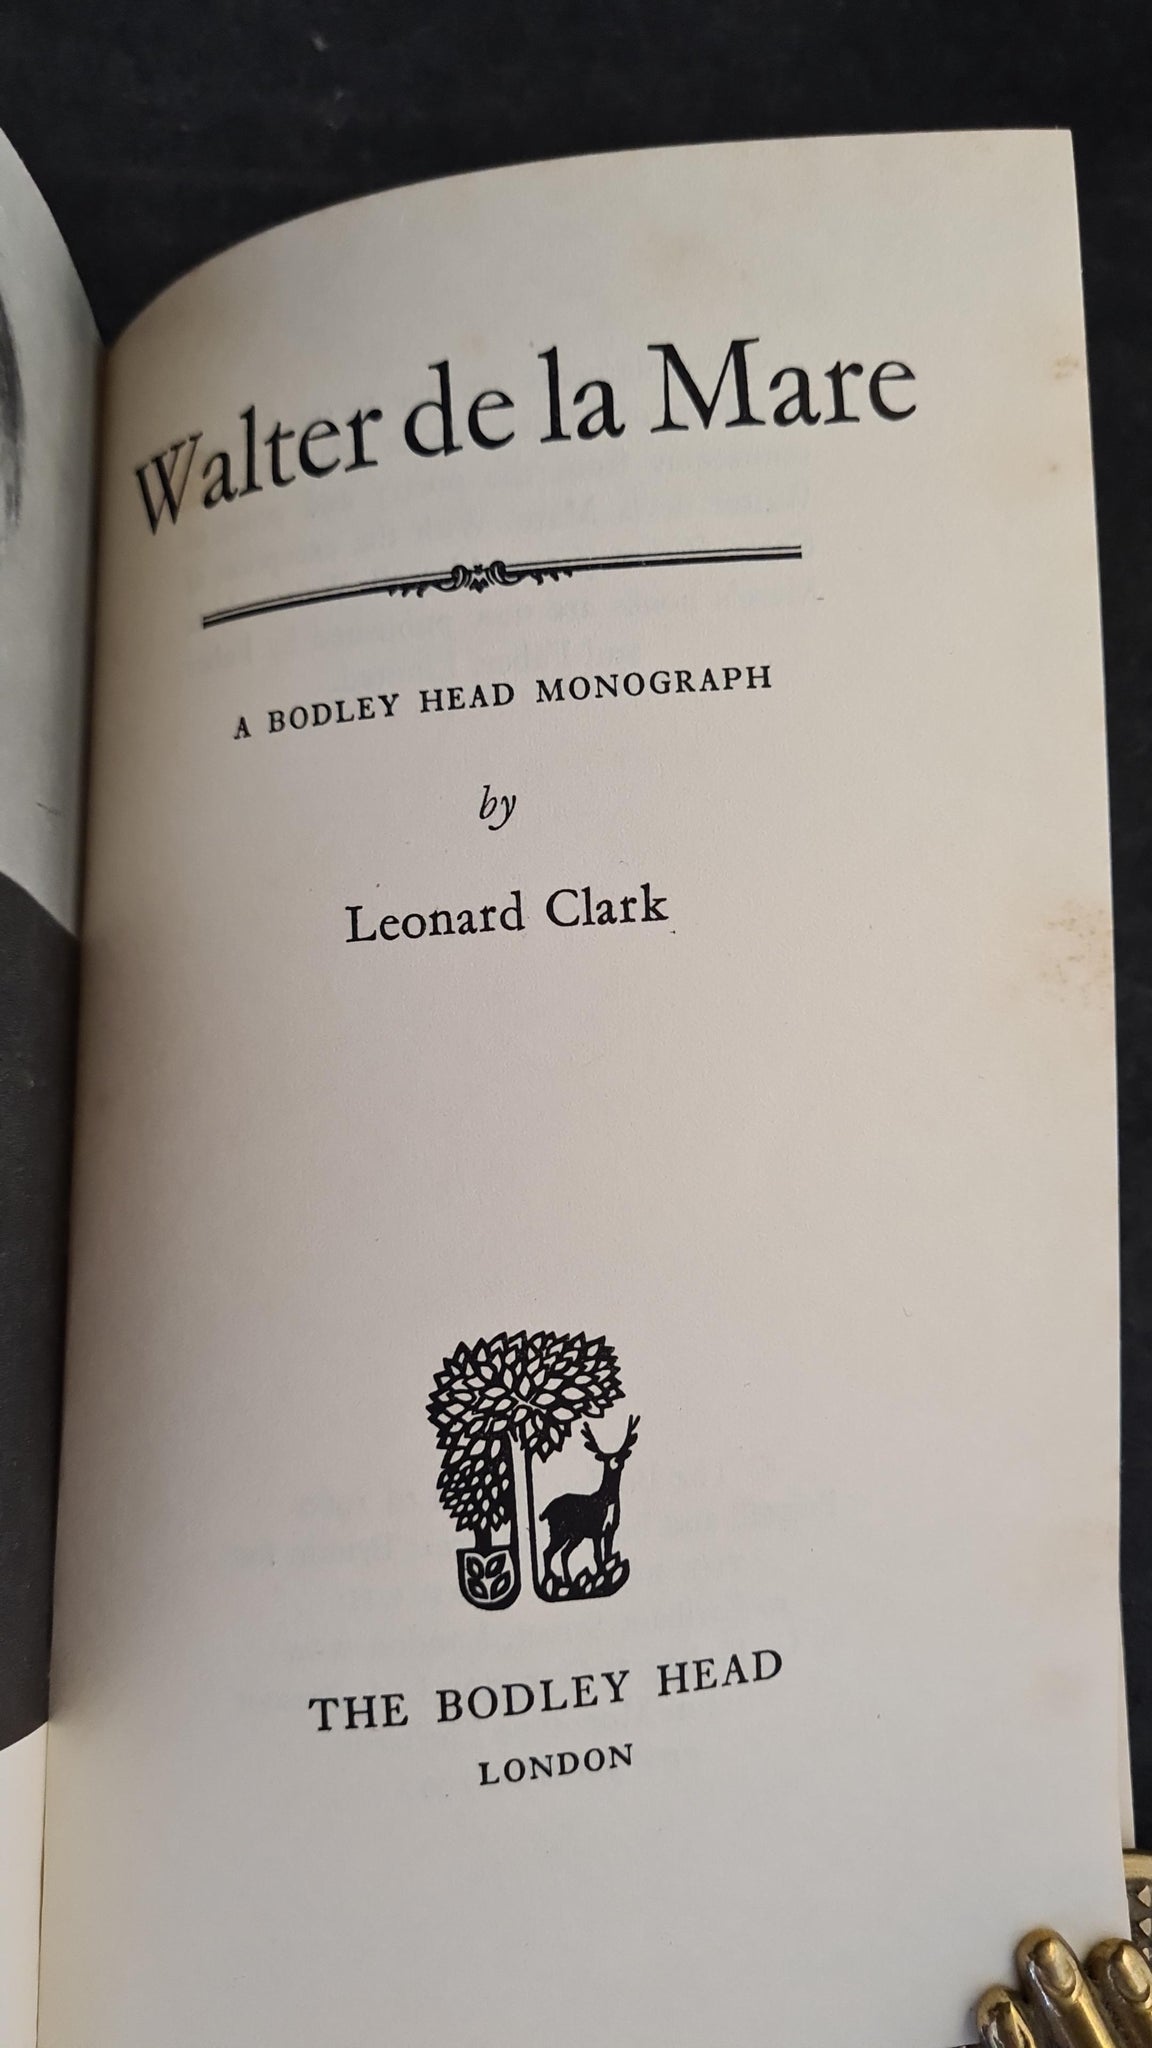 Walter de la Mare
A BODLEY HEAD MONOGRAPH
by
Leonard Clark
THE BODLEY HEAD
LONDON